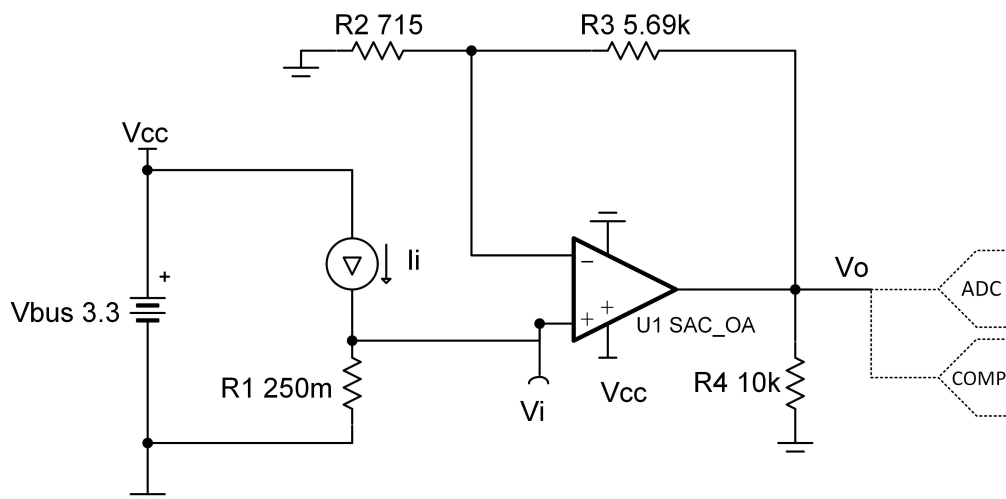 R2 715
R3 5.69k
Vcc
Ii
Vbus 3.3
+
R1 250m
Vi
−
+
+
U1 SAC_OA
Vcc
Vo
R4 10k
ADC
COMP